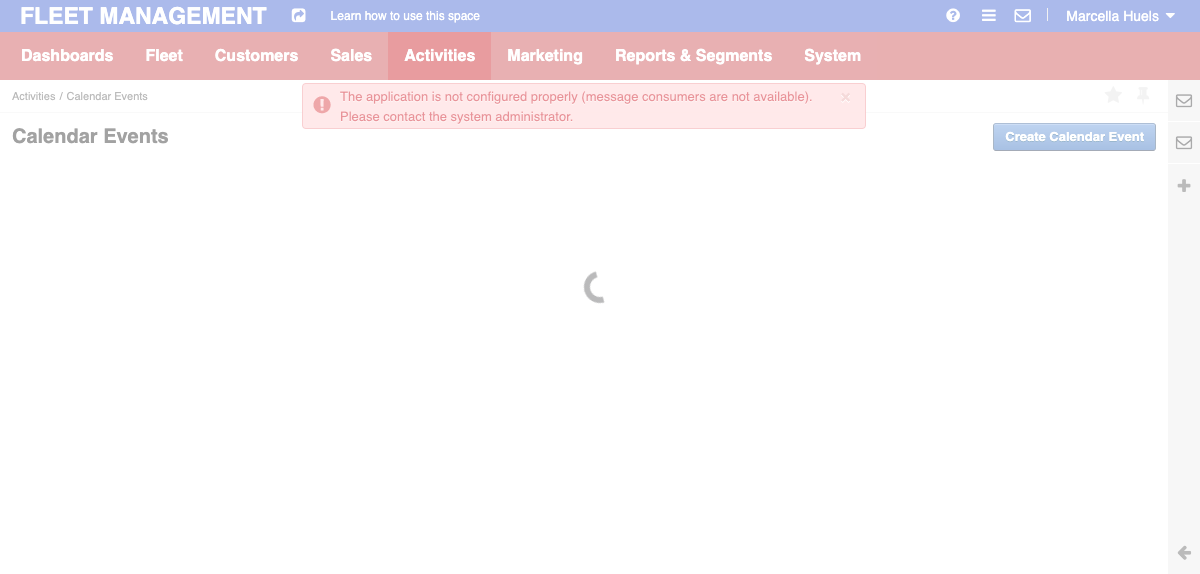 FLEET MANAGEMENT
Learn how to use this space
Marcella Huels
Dashboards
Fleet
Customers
Sales
Activities
Marketing
Reports & Segments
System
Activities / Calendar Events
The application is not configured properly (message consumers are not available).
Please contact the system administrator.
Calendar Events
Create Calendar Event